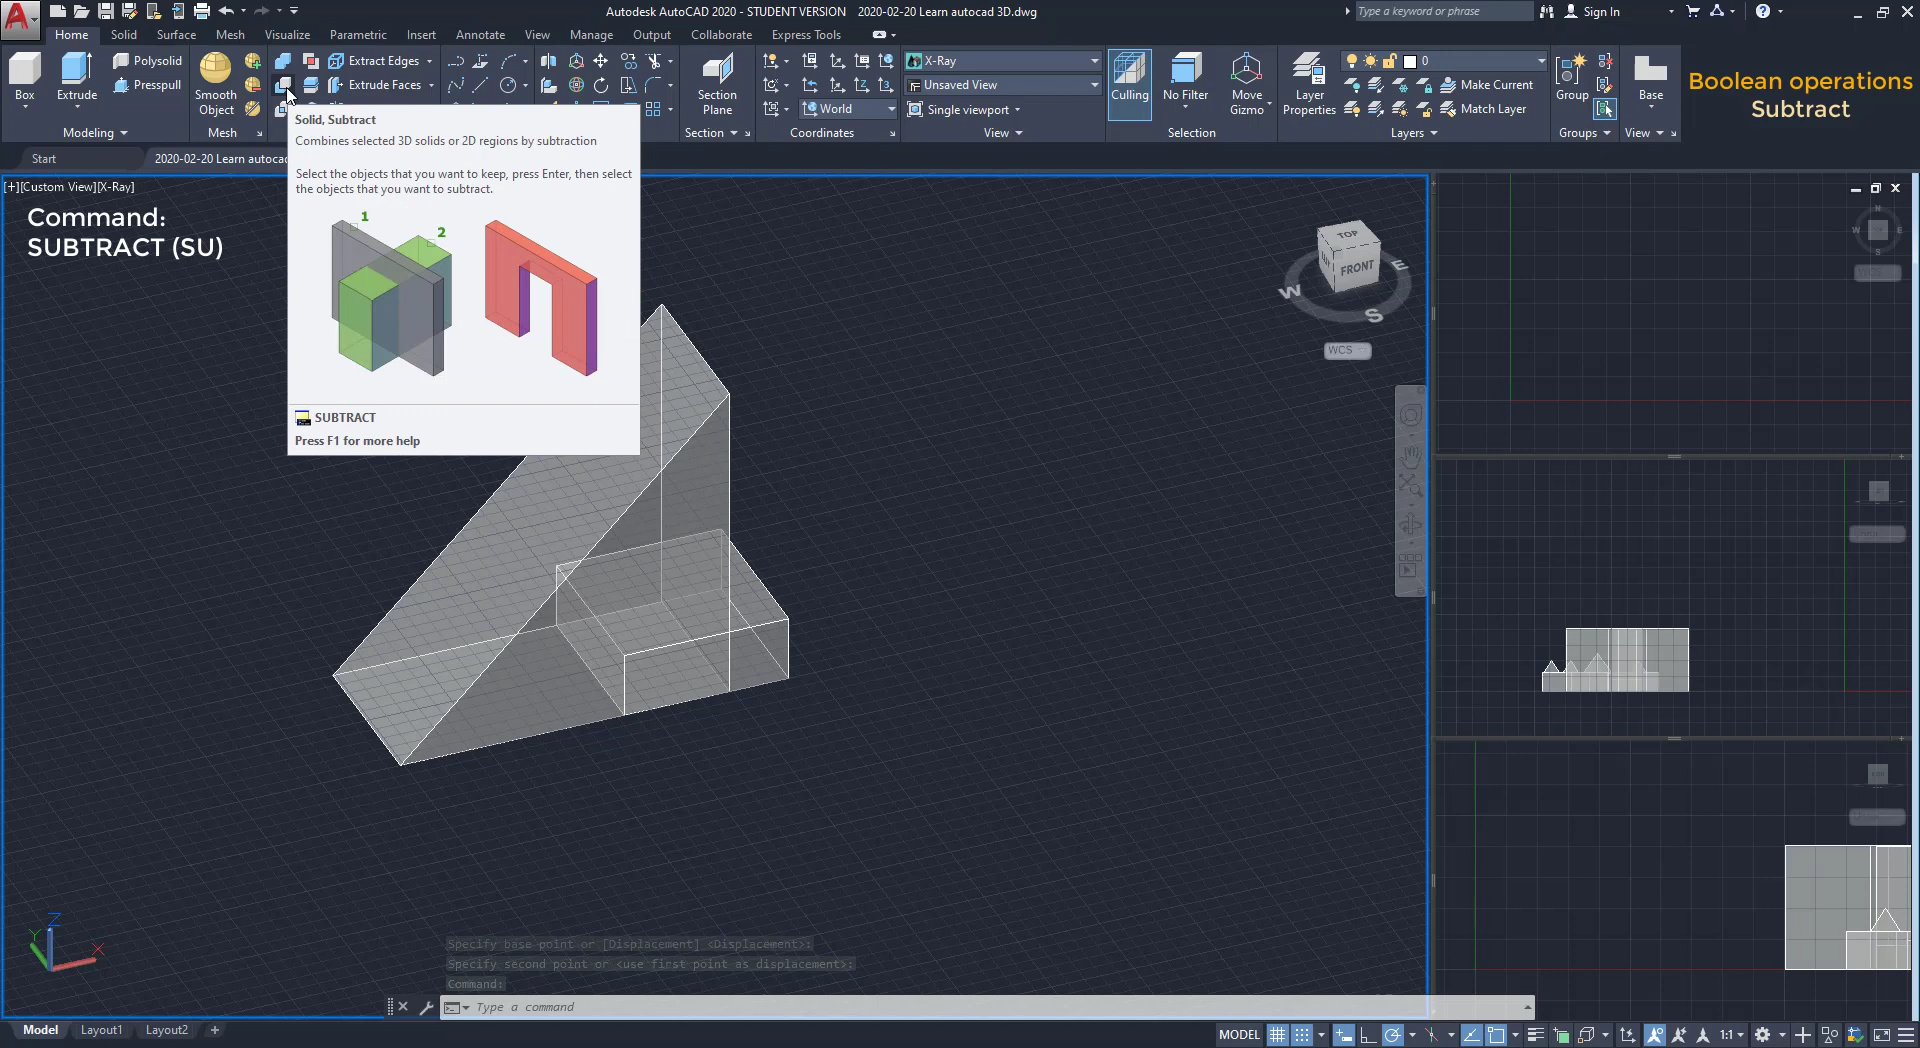 Autodesk AutoCAD 2020 - STUDENT VERSION 2020-02-20 Learn autocad 3D.dwg
Type a keyword or phrase
Sign In
Home Solid Surface Mesh Visualize Parametric Insert Annotate View Manage Output Collaborate Express Tools
Box
Extrude
Polysolid
Presspull
Modeling
Smooth
Object
Mesh
Extract Edges
Extrude Faces
Section
Plane
Section
World
Coordinates
X-Ray
Unsaved View
Single viewport
View
Culling
No Filter
Move
Gizmo
Selection
Layer
Properties
0
Make Current
Match Layer
Layers
Group
Groups
Base
View
Boolean operations
Subtract
Start
2020-02-20 Learn autocad
[+][Custom View][X-Ray]
Command:
SUBTRACT (SU)
Solid, Subtract
Combines selected 3D solids or 2D regions by subtraction
Select the objects that you want to keep, press Enter, then select
the objects that you want to subtract.
1
2
SUBTRACT
Press F1 for more help
TOP
FRONT
W
E
S
WCS
N
W
TOP
E
S
Z
Y
X
Specify base point or [Displacement] <Displacement>:
Specify second point or <use first point as displacement>:
Command:
Type a command
Model Layout1 Layout2 +
MODEL
1:1